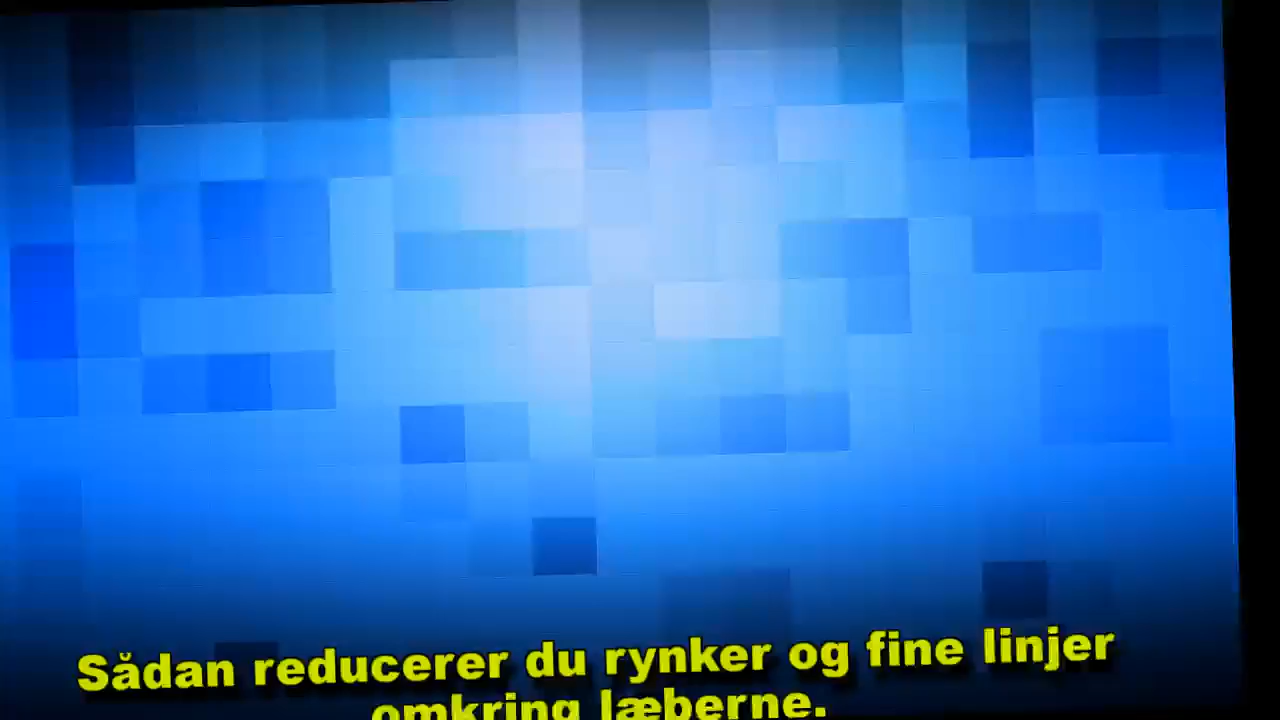 Sådan reducerer du rynker og fine linjer
omkring læberne.